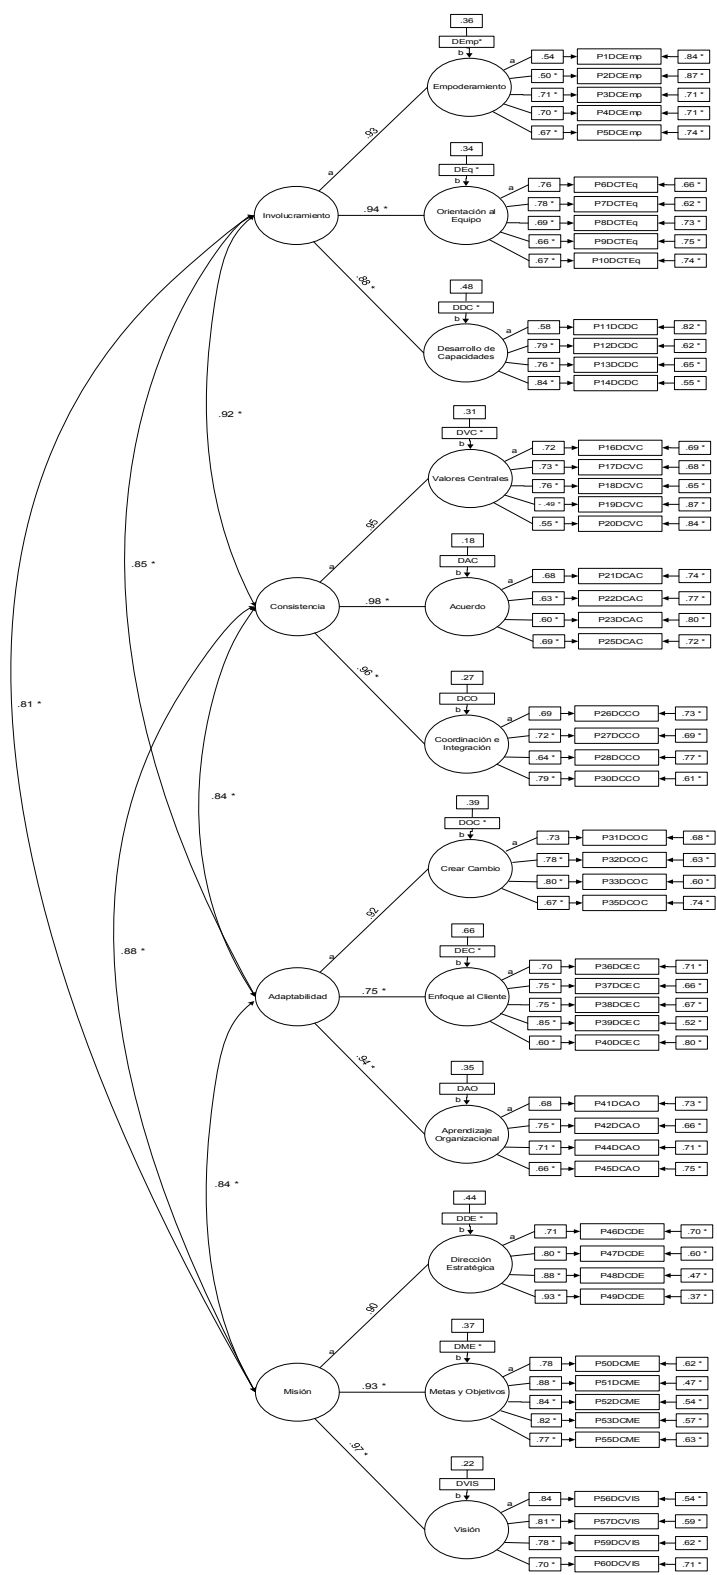 .36
DEmp*
b
a
.54 P1DCEmp .84 *
.50 * P2DCEmp .87 *
Empoderamiento
.71 * P3DCEmp .71 *
.70 * P4DCEmp .71 *
.67 * P5DCEmp .74 *
.93
a
.34
DEq *
b
a
.76 P6DCTEq .66 *
.78 * P7DCTEq .62 *
Involucramiento
.94 *
Orientación al
Equipo
.69 * P8DCTEq .73 *
.66 * P9DCTEq .75 *
.67 * P10DCTEq .74 *
.88 *
.48
DDC *
b
a
.58 P11DCDC .82 *
.79 * P12DCDC .62 *
Desarrollo de
Capacidades
.76 * P13DCDC .65 *
.84 * P14DCDC .55 *
.92 *
.31
DVC *
b
a
.72 P16DCVC .69 *
.73 * P17DCVC .68 *
Valores Centrales
.76 * P18DCVC .65 *
- .49 * P19DCVC .87 *
.55 * P20DCVC .84 *
.95
a
.85 *
.18
DAC
b
a
.68 P21DCAC .74 *
.63 * P22DCAC .77 *
Consistencia
.98 *
Acuerdo
.60 * P23DCAC .80 *
.69 * P25DCAC .72 *
.96 *
.81 *
.27
DCO
b
a
.69 P26DCCO .73 *
.72 * P27DCCO .69 *
Coordinación e
Integración
.64 * P28DCCO .77 *
.79 * P30DCCO .61 *
.84 *
.39
DOC *
b
a
.73 P31DCOC .68 *
.78 * P32DCOC .63 *
Crear Cambio
.80 * P33DCOC .60 *
.67 * P35DCOC .74 *
.92
a
.88 *
.66
DEC *
b
a
.70 P36DCEC .71 *
.75 * P37DCEC .66 *
Adaptabilidad
.75 *
Enfoque al Cliente
.75 * P38DCEC .67 *
.85 * P39DCEC .52 *
.60 * P40DCEC .80 *
.94 *
.35
DAO
b
a
.68 P41DCAO .73 *
.75 * P42DCAO .66 *
Aprendizaje
Organizacional
.71 * P44DCAO .71 *
.66 * P45DCAO .75 *
.84 *
.44
DDE *
b
a
.71 P46DCDE .70 *
.80 * P47DCDE .60 *
Dirección
Estratégica
.88 * P48DCDE .47 *
.93 * P49DCDE .37 *
.90
a
.37
DME *
b
a
.78 P50DCME .62 *
.88 * P51DCME .47 *
Misión
.93 *
Metas y Objetivos
.84 * P52DCME .54 *
.82 * P53DCME .57 *
.77 * P55DCME .63 *
.97 *
.22
DVIS
b
a
.84 P56DCVIS .54 *
.81 * P57DCVIS .59 *
Visión
.78 * P59DCVIS .62 *
.70 * P60DCVIS .71 *